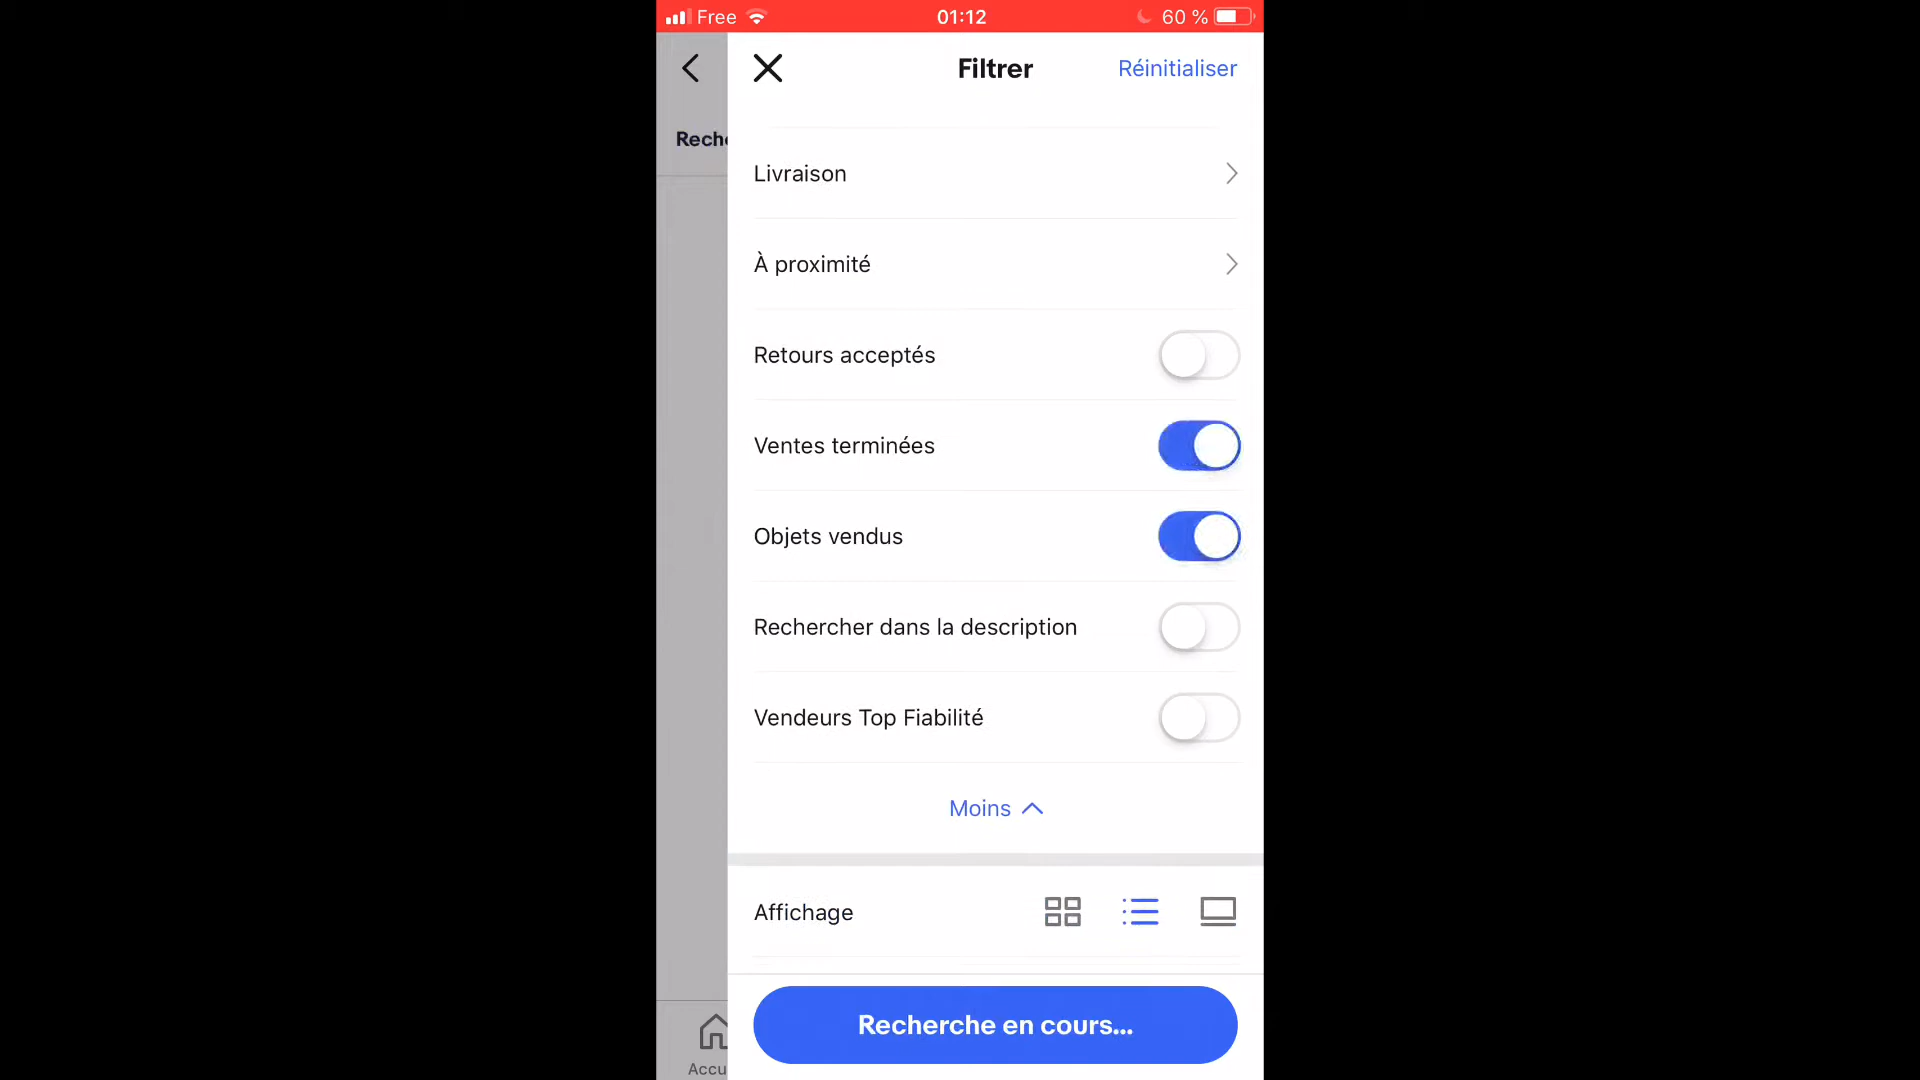 Free 01:12 60 %
Filtrer Réinitialiser
Rech
Livraison
À proximité
Retours acceptés
Ventes terminées
Objets vendus
Rechercher dans la description
Vendeurs Top Fiabilité
Moins
Affichage
Recherche en cours...
Accu